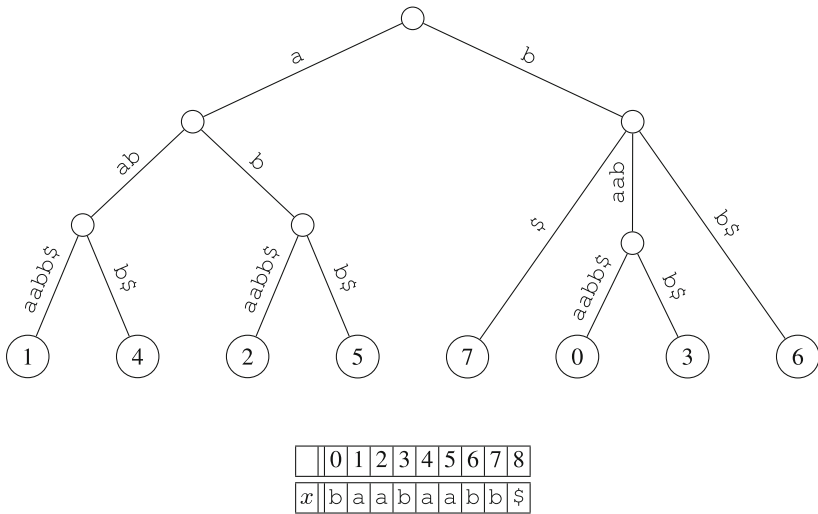 a b
ab b $ aab b$
aabb$ b$ aabb$ b$ aabb$ b$
1 4 2 5 7 0 3 6
0 1 2 3 4 5 6 7 8
x b a a b a a b b $